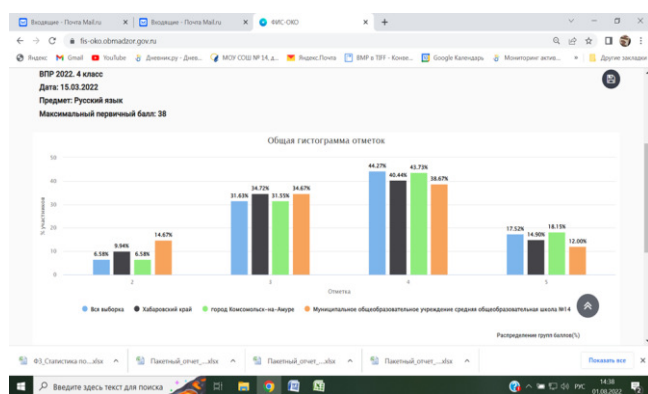 Входящие - Почта Mail.ru
Входящие - Почта Mail.ru
ФИС-ОКО
fis-oko.obrnadzor.gov.ru
Яндекс
Gmail
YouTube
Дневник.ру - Днев...
МОУ СОШ № 14, д...
Яндекс.Почта
BMP в TIFF - Конве...
Google Календарь
Мониторинг актив...
Другие закладки
ВПР 2022. 4 класс
Дата: 15.03.2022
Предмет: Русский язык
Максимальный первичный балл: 38
Общая гистограмма отметок
% участников
50
40
30
20
10
0
6.58%
9.94%
6.58%
14.67%
31.63%
34.72%
31.55%
34.67%
44.27%
40.44%
43.73%
38.67%
17.52%
14.90%
18.15%
12.00%
2
3
4
5
Отметка
Вся выборка
Хабаровский край
город Комсомольск-на-Амуре
Муниципальное общеобразовательное учреждение средняя общеобразовательная школа №14
Распределение групп баллов(%)
ФЗ_Статистика по...xlsx
Пакетный_отчет_....xlsx
Пакетный_отчет_....xlsx
Пакетный_отчет_....xlsx
Показать все
Введите здесь текст для поиска
РУС
14:38
01.08.2022